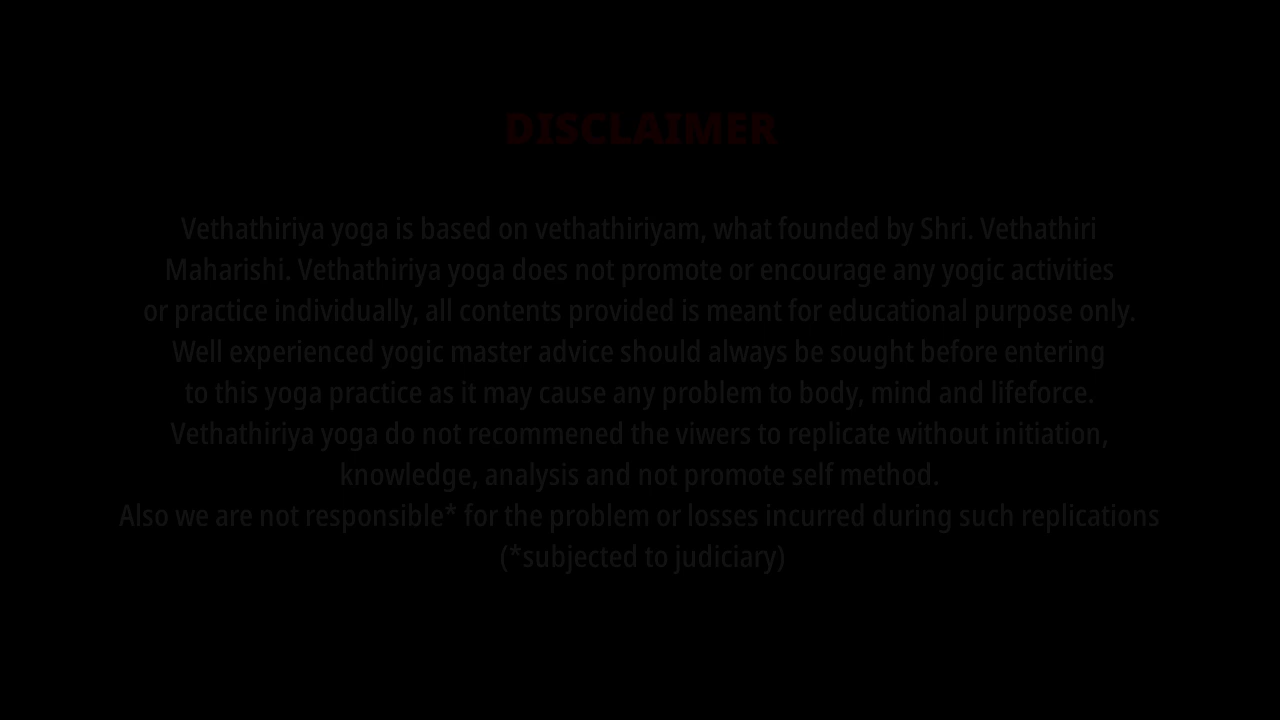 DISCLAIMER
Vethathiriya yoga is based on vethathiriyam, what founded by Shri. Vethathiri
Maharishi. Vethathiriya yoga does not promote or encourage any yogic activities
or practice individually, all contents provided is meant for educational purpose only.
Well experienced yogic master advice should always be sought before entering
to this yoga practice as it may cause any problem to body, mind and lifeforce.
Vethathiriya yoga do not recommened the viwers to replicate without initiation,
knowledge, analysis and not promote self method.
Also we are not responsible* for the problem or losses incurred during such replications
(*subjected to judiciary)